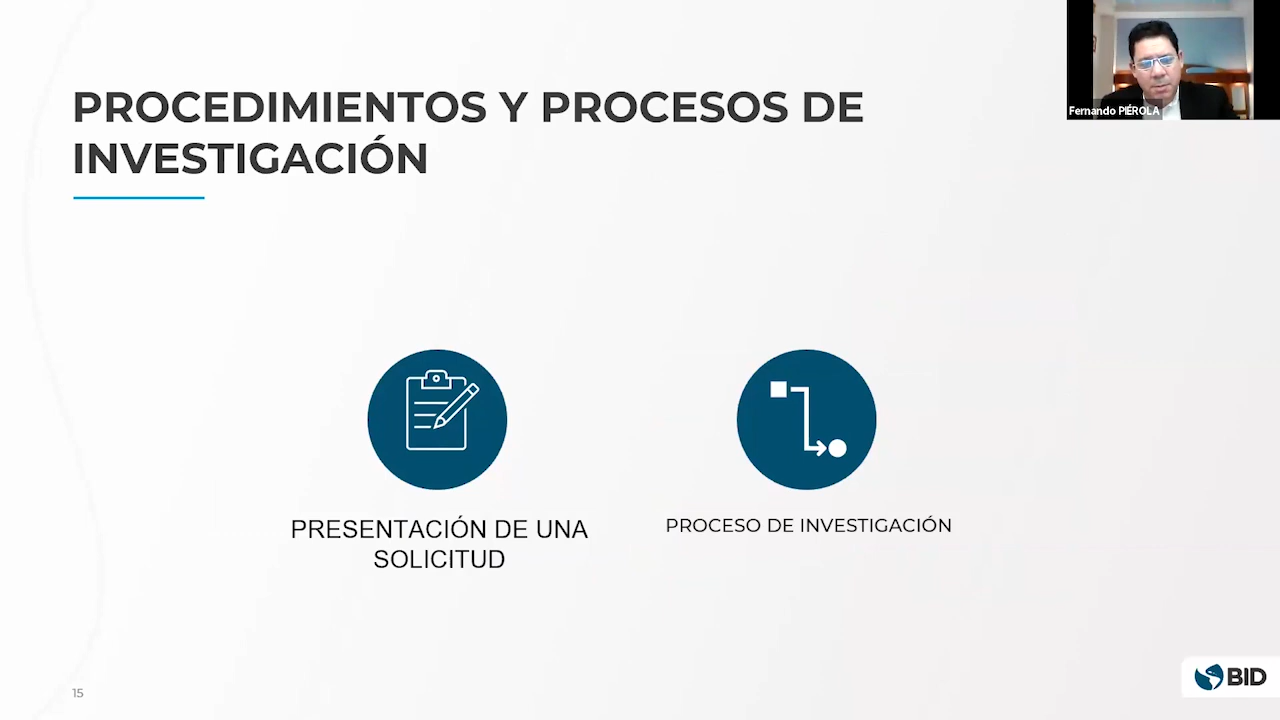 Fernando PIÉROLA
PROCEDIMIENTOS Y PROCESOS DE
INVESTIGACIÓN
PRESENTACIÓN DE UNA
SOLICITUD
PROCESO DE INVESTIGACIÓN
15
BID